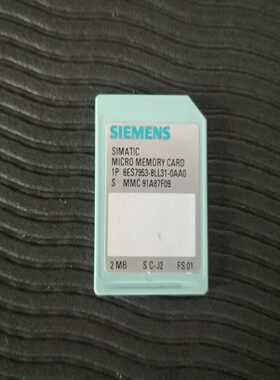 SIEMENS
SIMATIC
MICRO MEMORY CARD
1P 6ES7953-8LL31-0AA0
S MMC 91A87F09
2 MB S C-J2 FS 01